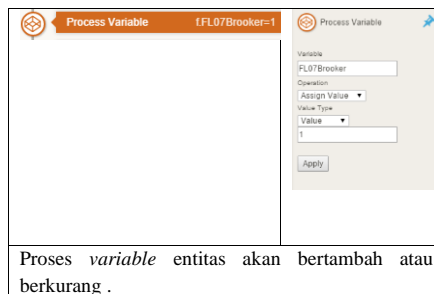 Process Variable f.FL07Brooker=1
Process Variable
Variable
FL07Brooker
Operation
Assign Value
Value Type
Value
1
Apply
Proses variable entitas akan bertambah atau
berkurang .